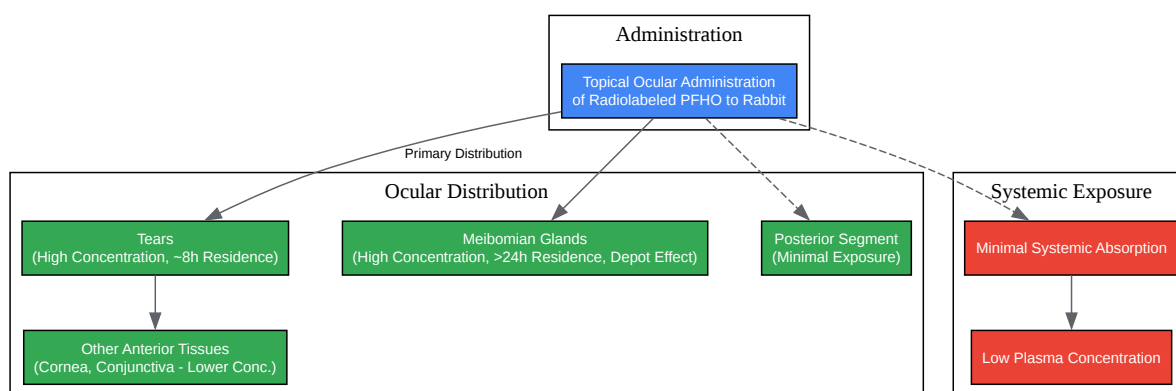 Administration
Topical Ocular Administration
of Radiolabeled PFHO to Rabbit
Primary Distribution
Ocular Distribution
Systemic Exposure
Tears
(High Concentration, ~8h Residence)
Meibomian Glands
(High Concentration, >24h Residence, Depot Effect)
Posterior Segment
(Minimal Exposure)
Minimal Systemic Absorption
Other Anterior Tissues
(Cornea, Conjunctiva - Lower Conc.)
Low Plasma Concentration